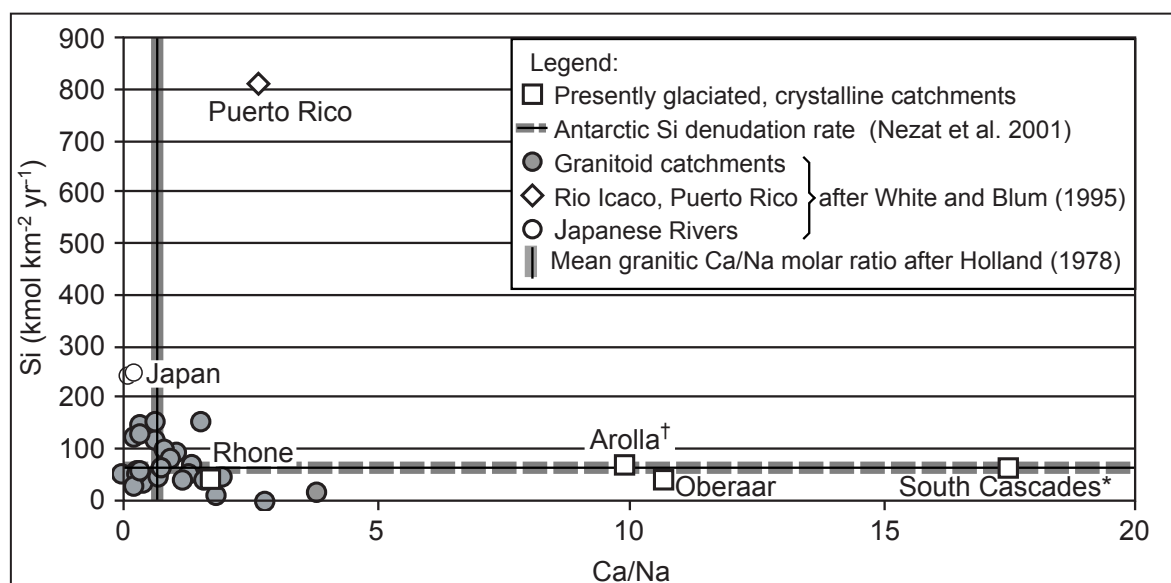 900
800
700
600
500
400
300
200
100
0
Si (kmol km⁻² yr⁻¹)
Legend:
Presently glaciated, crystalline catchments
Antarctic Si denudation rate (Nezat et al. 2001)
Granitoid catchments
Rio Icaco, Puerto Rico
after White and Blum (1995)
Japanese Rivers
Mean granitic Ca/Na molar ratio after Holland (1978)
Puerto Rico
Japan
Rhone
Arolla†
Oberaar
South Cascades*
0 5 10 15 20
Ca/Na